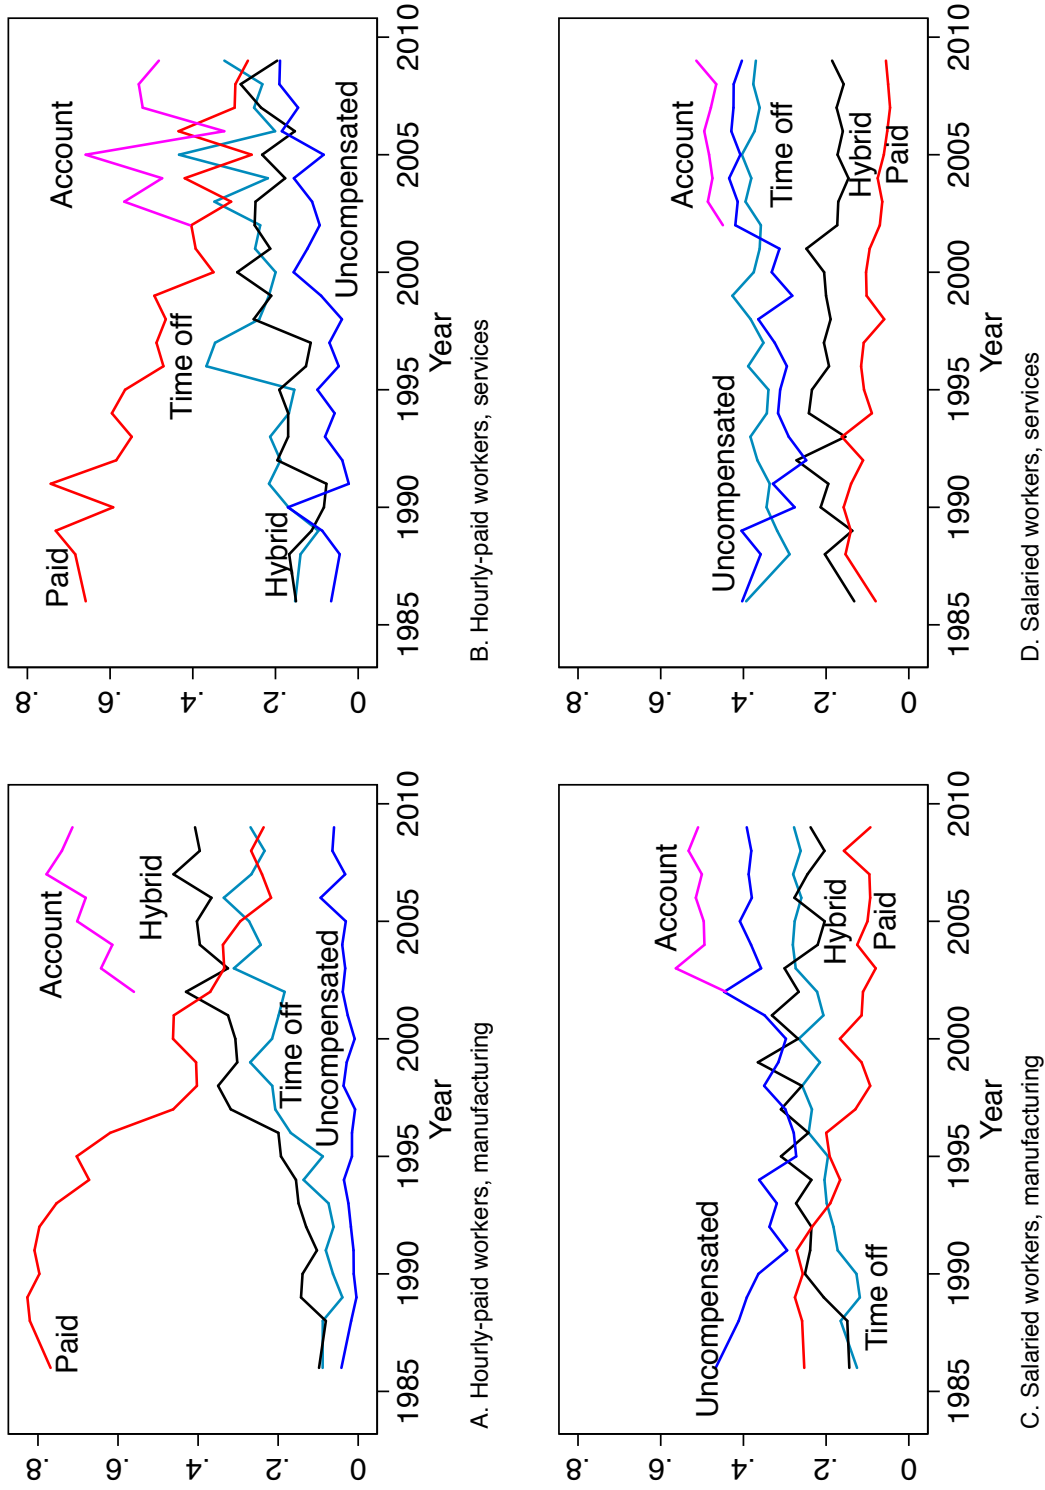 .8
.6
.4
.2
0
Paid
Account
Hybrid
Time off
Uncompensated
1985
1990
1995
2000
2005
2010
Year
A. Hourly-paid workers, manufacturing
.8
.6
.4
.2
0
Paid
Account
Time off
Hybrid
Uncompensated
1985
1990
1995
2000
2005
2010
Year
B. Hourly-paid workers, services
.8
.6
.4
.2
0
Uncompensated
Account
Hybrid
Paid
Time off
1985
1990
1995
2000
2005
2010
Year
C. Salaried workers, manufacturing
.8
.6
.4
.2
0
Account
Uncompensated
Time off
Hybrid
Paid
1985
1990
1995
2000
2005
2010
Year
D. Salaried workers, services